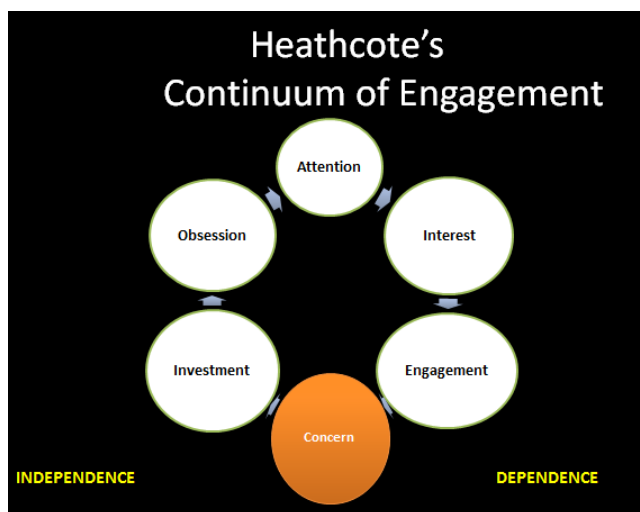 Heathcote's
Continuum of Engagement
Attention
Obsession
Interest
Investment
Engagement
Concern
INDEPENDENCE
DEPENDENCE